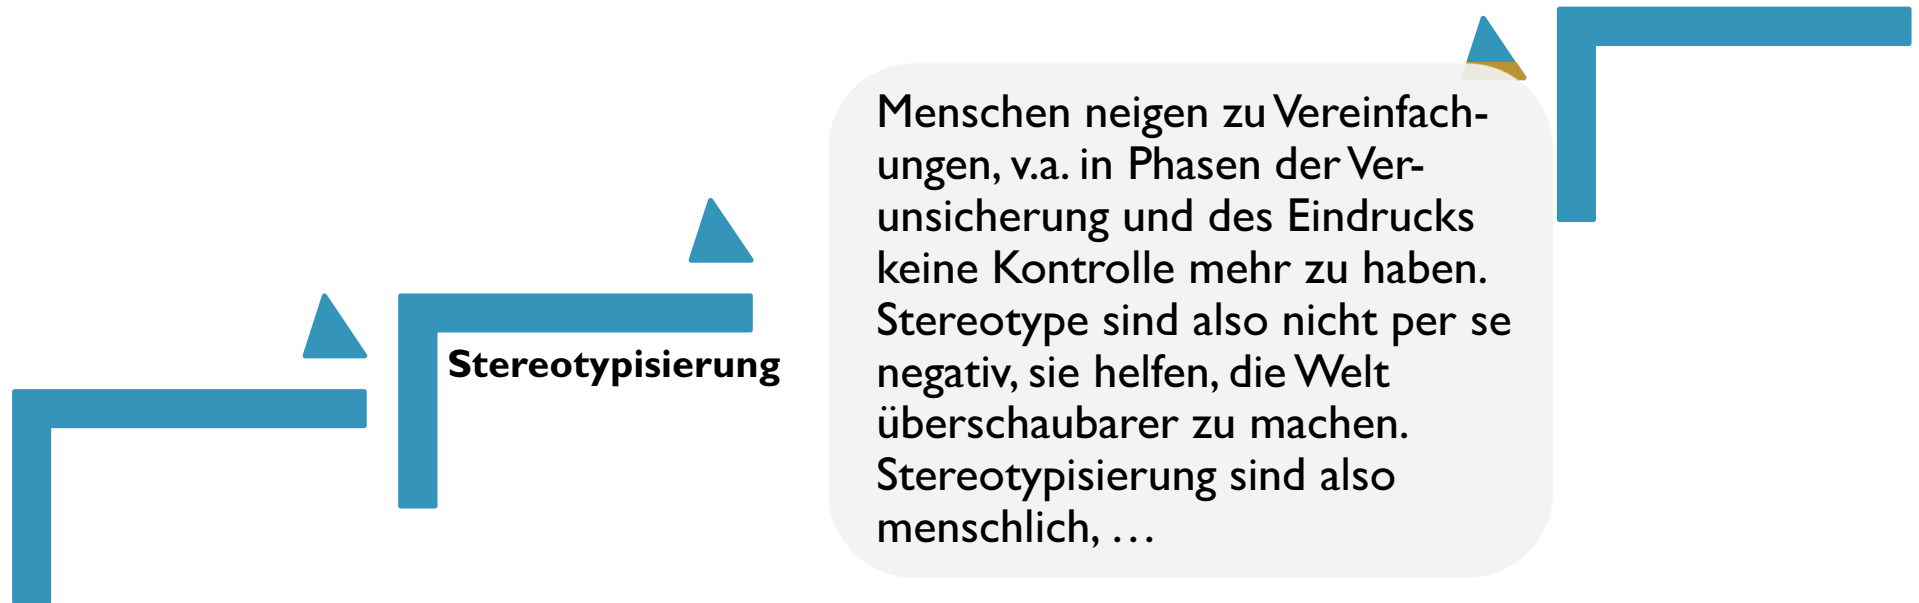 Stereotypisierung
Menschen neigen zu Vereinfach-
ungen, v.a. in Phasen der Ver-
unsicherung und des Eindrucks
keine Kontrolle mehr zu haben.
Stereotype sind also nicht per se
negativ, sie helfen, die Welt
überschaubarer zu machen.
Stereotypisierung sind also
menschlich, …